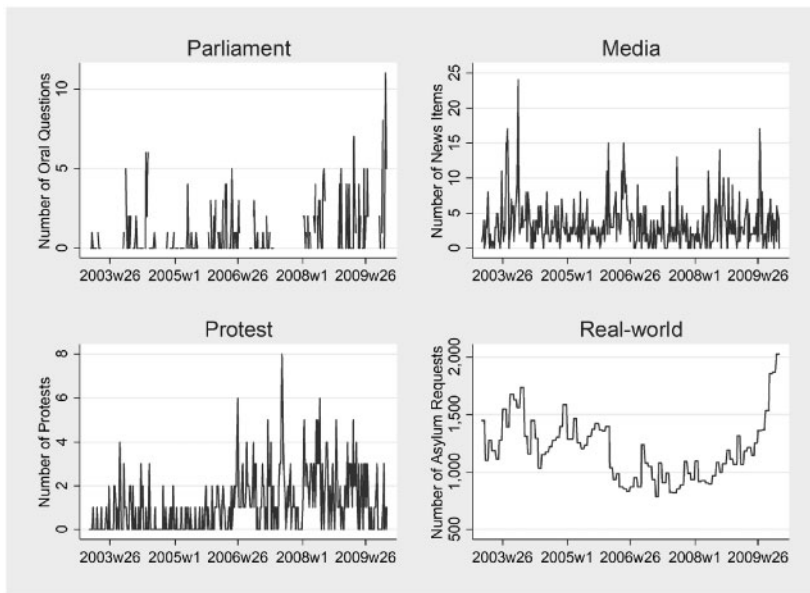 Parliament
Number of Oral Questions
10
5
0
2003w26 2005w1 2006w26 2008w1 2009w26
Media
Number of News Items
25
20
15
10
5
0
2003w26 2005w1 2006w26 2008w1 2009w26
Protest
Number of Protests
8
6
4
2
0
2003w26 2005w1 2006w26 2008w1 2009w26
Real-world
Number of Asylum Requests
2,000
1,500
1,000
500
2003w26 2005w1 2006w26 2008w1 2009w26